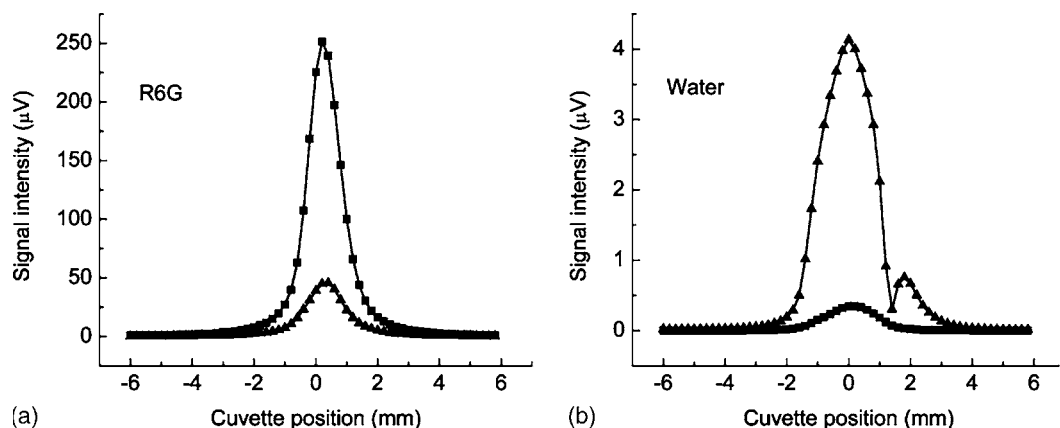 250
200
150
100
50
0
Signal intensity (μV)
R6G
-6 -4 -2 0 2 4 6
Cuvette position (mm)
(a)
4
3
2
1
0
Signal intensity (μV)
Water
-6 -4 -2 0 2 4 6
Cuvette position (mm)
(b)